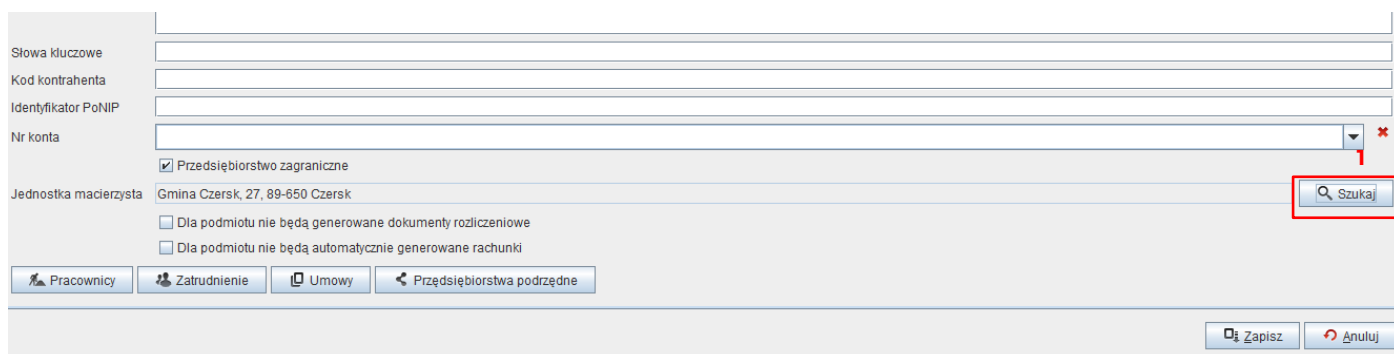 Słowa kluczowe
Kod kontrahenta
Identyfikator PoNIP
Nr konta
Przedsiębiorstwo zagraniczne
1
Jednostka macierzysta Gmina Czersk, 27, 89-650 Czersk Szukaj
Dla podmiotu nie będą generowane dokumenty rozliczeniowe
Dla podmiotu nie będą automatycznie generowane rachunki
Pracownicy Zatrudnienie Umowy Przędsiębiorstwa podrzędne
Zapisz Anuluj